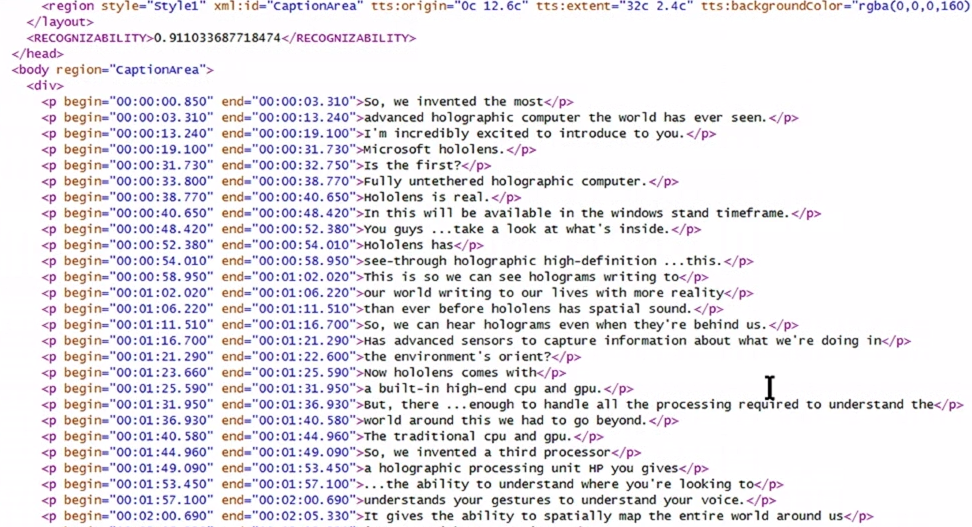 <region style="Style1" xml:id="CaptionArea" tts:origin="0c 12.6c" tts:extent="32c 2.4c" tts:backgroundColor="rgba(0,0,0,160)
</layout>
<RECOGNIZABILITY>0.911033687718474</RECOGNIZABILITY>
</head>
<body region="CaptionArea">
<div>
<p begin="00:00:00.850" end="00:00:03.310">So, we invented the most</p>
<p begin="00:00:03.310" end="00:00:13.240">advanced holographic computer the world has ever seen.</p>
<p begin="00:00:13.240" end="00:00:19.100">I'm incredibly excited to introduce to you.</p>
<p begin="00:00:19.100" end="00:00:31.730">Microsoft hololens.</p>
<p begin="00:00:31.730" end="00:00:32.750">Is the first?</p>
<p begin="00:00:33.800" end="00:00:38.770">Fully untethered holographic computer.</p>
<p begin="00:00:38.770" end="00:00:40.650">Hololens is real.</p>
<p begin="00:00:40.650" end="00:00:48.420">In this will be available in the windows stand timeframe.</p>
<p begin="00:00:48.420" end="00:00:52.380">You guys ...take a look at what's inside.</p>
<p begin="00:00:52.380" end="00:00:54.010">Hololens has</p>
<p begin="00:00:54.010" end="00:00:58.950">see-through holographic high-definition ...this.</p>
<p begin="00:00:58.950" end="00:01:02.020">This is so we can see holograms writing to</p>
<p begin="00:01:02.020" end="00:01:06.220">our world writing to our lives with more reality</p>
<p begin="00:01:06.220" end="00:01:11.510">than ever before hololens has spatial sound.</p>
<p begin="00:01:11.510" end="00:01:16.700">So, we can hear holograms even when they're behind us.</p>
<p begin="00:01:16.700" end="00:01:21.290">Has advanced sensors to capture information about what we're doing in</p>
<p begin="00:01:21.290" end="00:01:22.600">the environment's orient?</p>
<p begin="00:01:23.660" end="00:01:25.590">Now hololens comes with</p>
<p begin="00:01:25.590" end="00:01:31.950">a built-in high-end cpu and gpu.</p>
<p begin="00:01:31.950" end="00:01:36.930">But, there ...enough to handle all the processing required to understand the</p>
<p begin="00:01:36.930" end="00:01:40.580">world around this we had to go beyond.</p>
<p begin="00:01:40.580" end="00:01:44.960">The traditional cpu and gpu.</p>
<p begin="00:01:44.960" end="00:01:49.090">So, we invented a third processor</p>
<p begin="00:01:49.090" end="00:01:53.450">a holographic processing unit HP you gives</p>
<p begin="00:01:53.450" end="00:01:57.100">...the ability to understand where you're looking to</p>
<p begin="00:01:57.100" end="00:02:00.690">understands your gestures to understand your voice.</p>
<p begin="00:02:00.690" end="00:02:05.330">It gives the ability to spatially map the entire world around us</p>